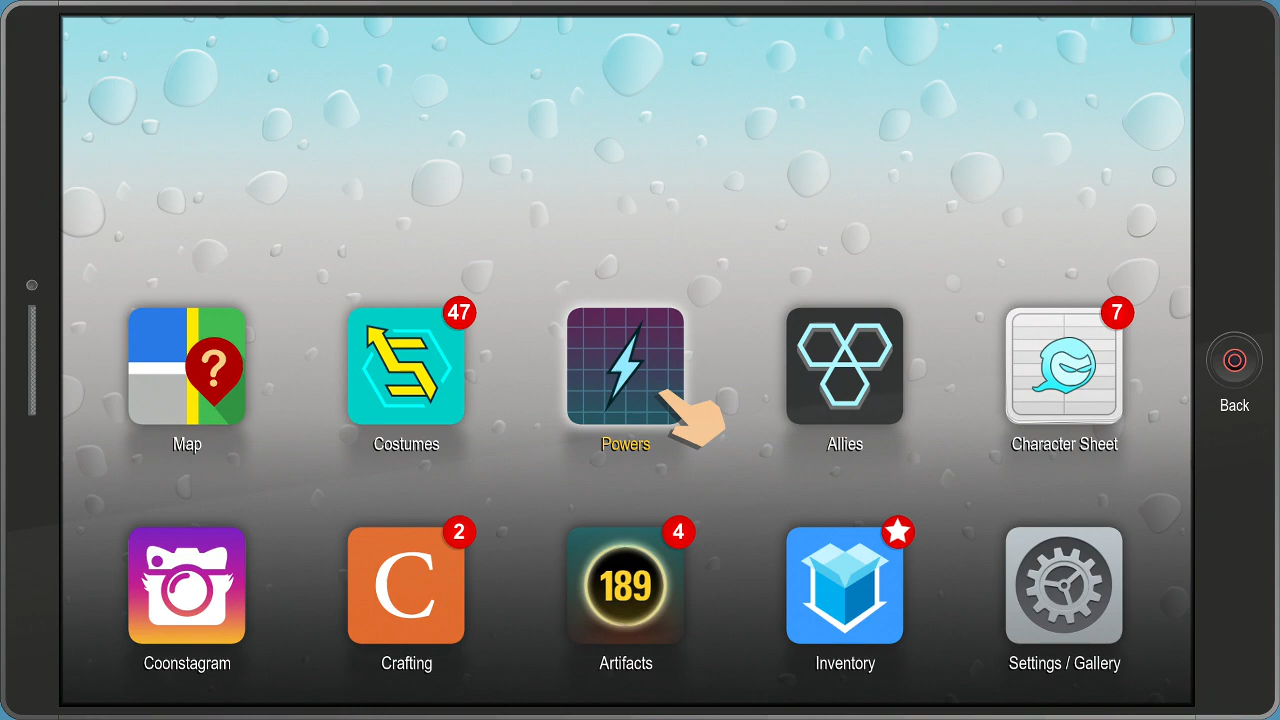 47
7
?
Back
Map
Costumes
Powers
Allies
Character Sheet
2
4
C
189
Coonstagram
Crafting
Artifacts
Inventory
Settings / Gallery